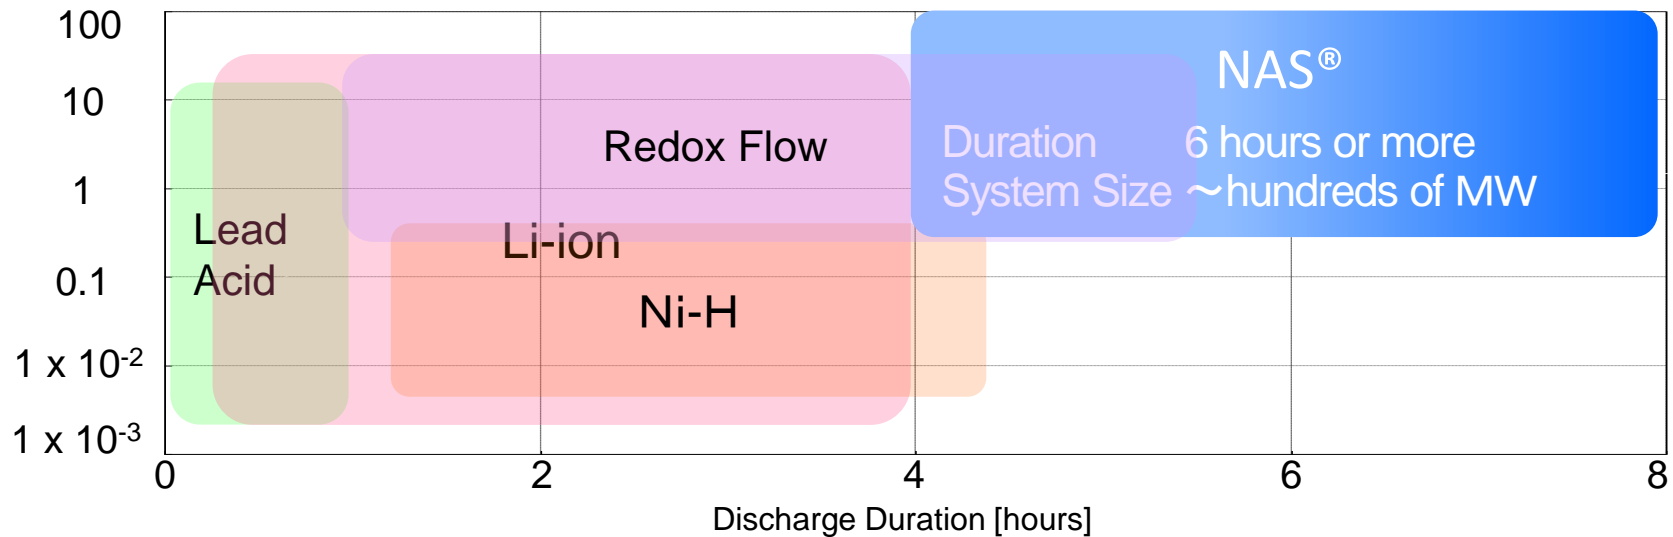 100
NAS®
10
Redox Flow
Duration 6 hours or more
1
System Size ～hundreds of MW
Lead
Acid
Li-ion
0.1
Ni-H
1 x 10-2
1 x 10-3
0 2 4 6 8
Discharge Duration [hours]